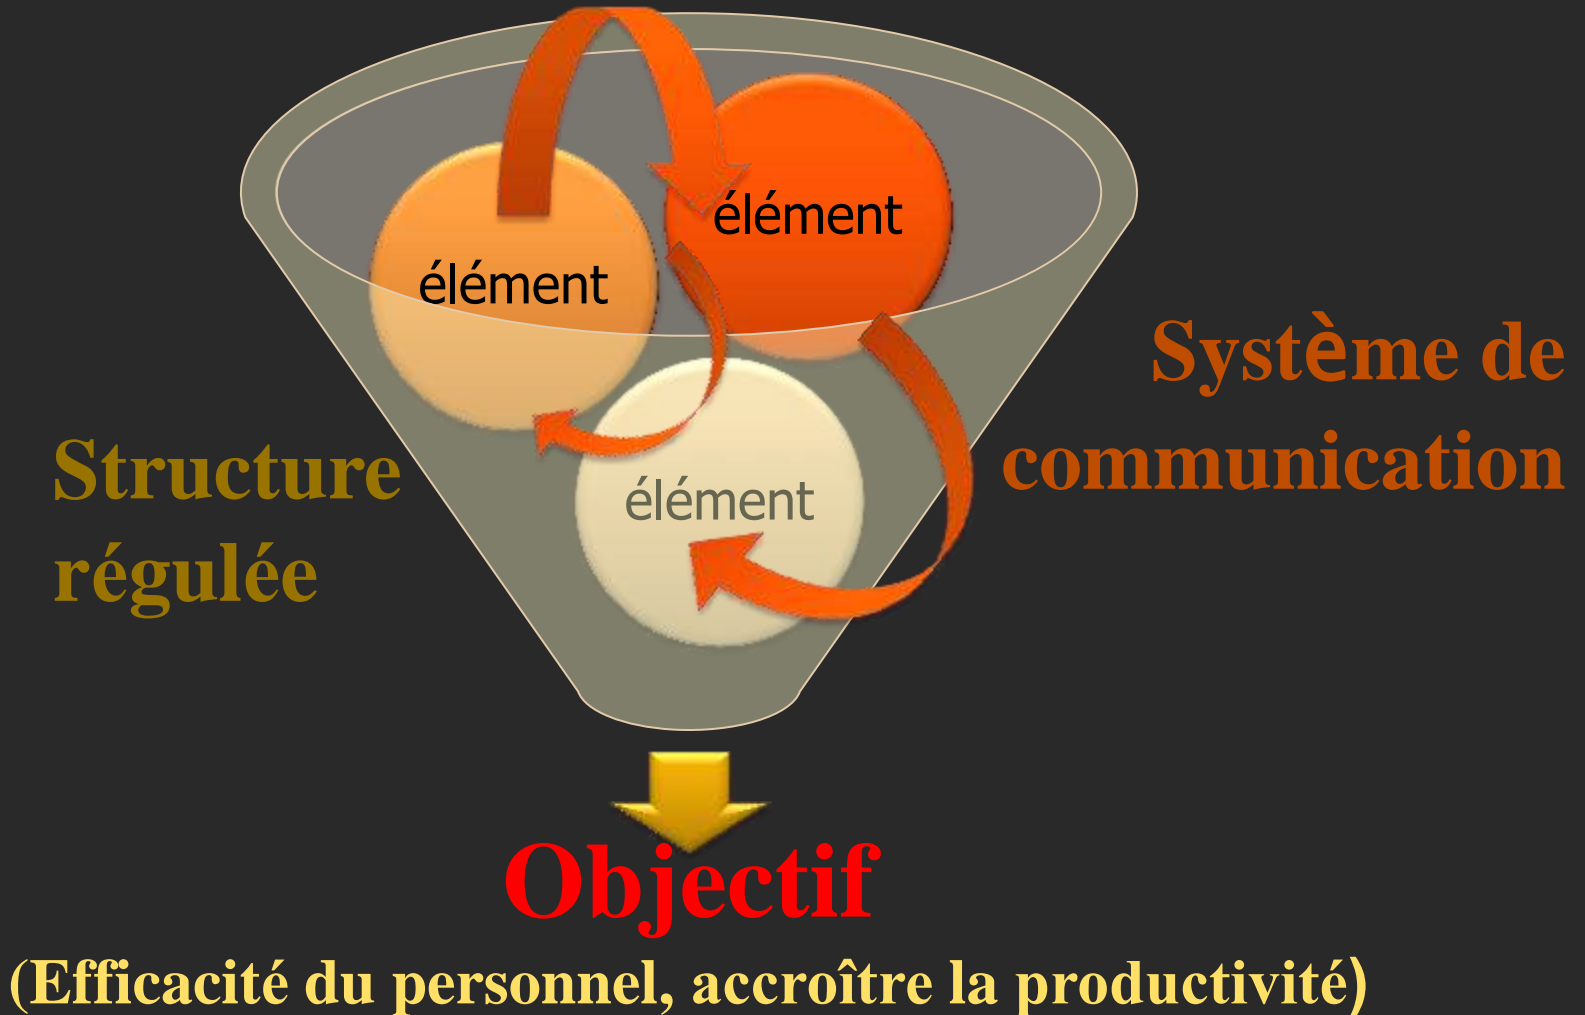 élément
élément
élément
Structure
régulée
Système de
communication
Objectif
(Efficacité du personnel, accroître la productivité)